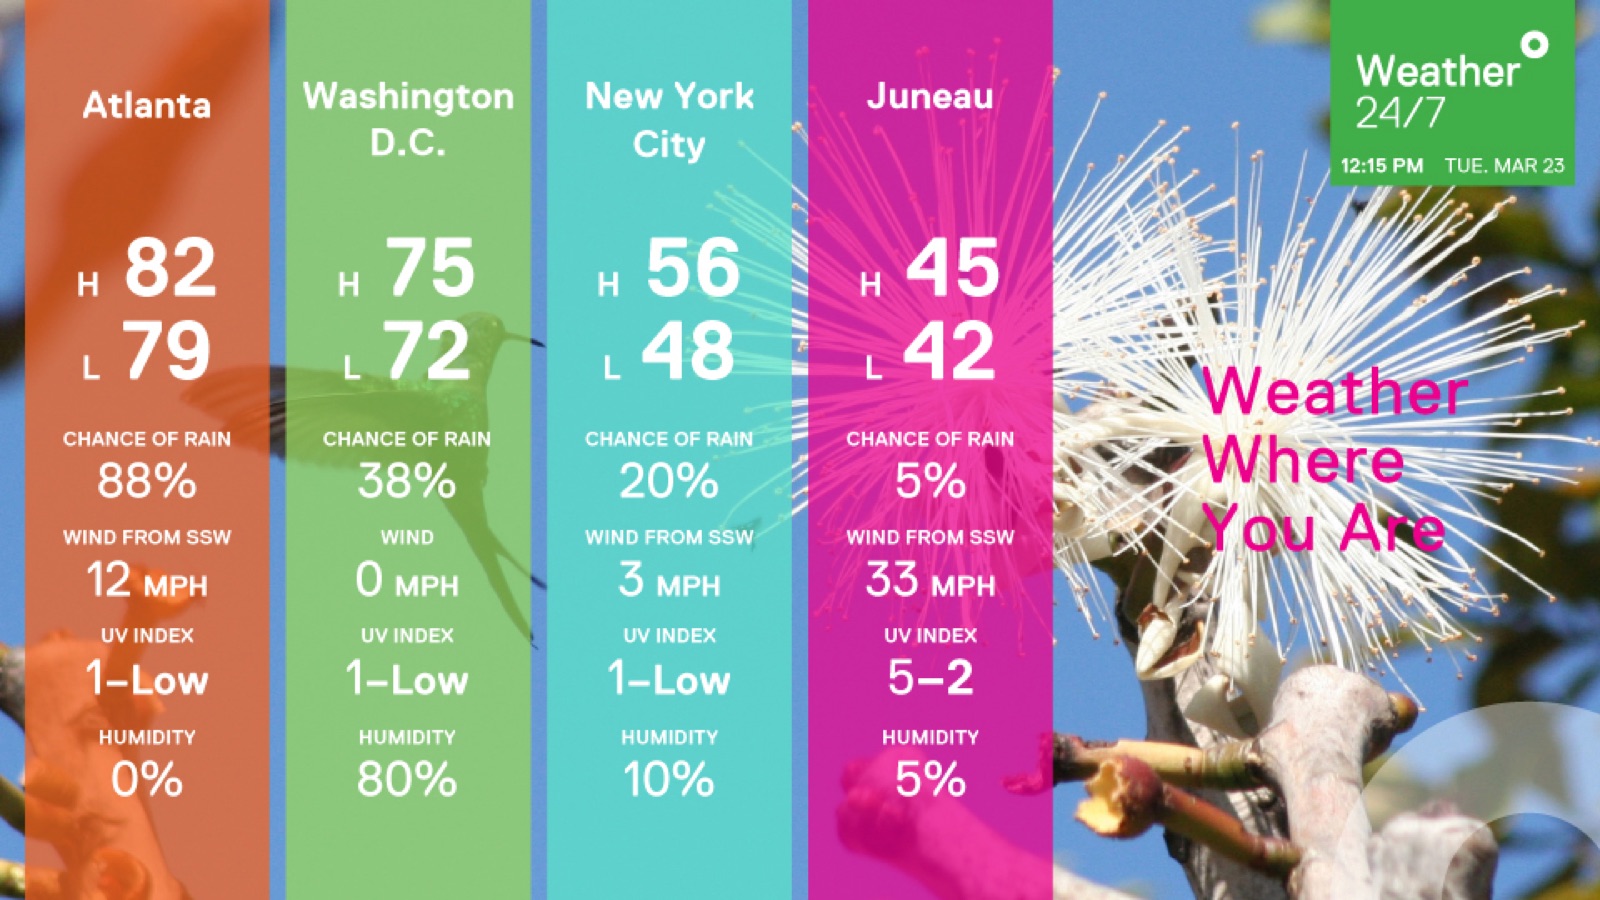 Atlanta
H 82
L 79
CHANCE OF RAIN
88%
WIND FROM SSW
12 MPH
UV INDEX
1–Low
HUMIDITY
0%
Washington
D.C.
H 75
L 72
CHANCE OF RAIN
38%
WIND
0 MPH
UV INDEX
1–Low
HUMIDITY
80%
New York
City
H 56
L 48
CHANCE OF RAIN
20%
WIND FROM SSW
3 MPH
UV INDEX
1–Low
HUMIDITY
10%
Juneau
H 45
L 42
CHANCE OF RAIN
5%
WIND FROM SSW
33 MPH
UV INDEX
5–2
HUMIDITY
5%
Weather
24/7
12:15 PM TUE. MAR 23
Weather
Where
You Are